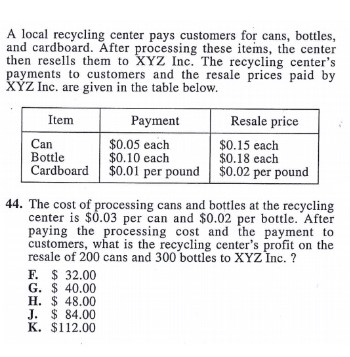 A local recycling center pays customers for cans, bottles,
and cardboard. After processing these items, the center
then resells them to XYZ Inc. The recycling center's
payments to customers and the resale prices paid by
XYZ Inc. are given in the table below.
Item Payment Resale price
Can $0.05 each $0.15 each
Bottle $0.10 each $0.18 each
Cardboard $0.01 per pound $0.02 per pound
44. The cost of processing cans and bottles at the recycling
center is $0.03 per can and $0.02 per bottle. After
paying the processing cost and the payment to
customers, what is the recycling center's profit on the
resale of 200 cans and 300 bottles to XYZ Inc. ?
F. $ 32.00
G. $ 40.00
H. $ 48.00
J. $ 84.00
K. $112.00